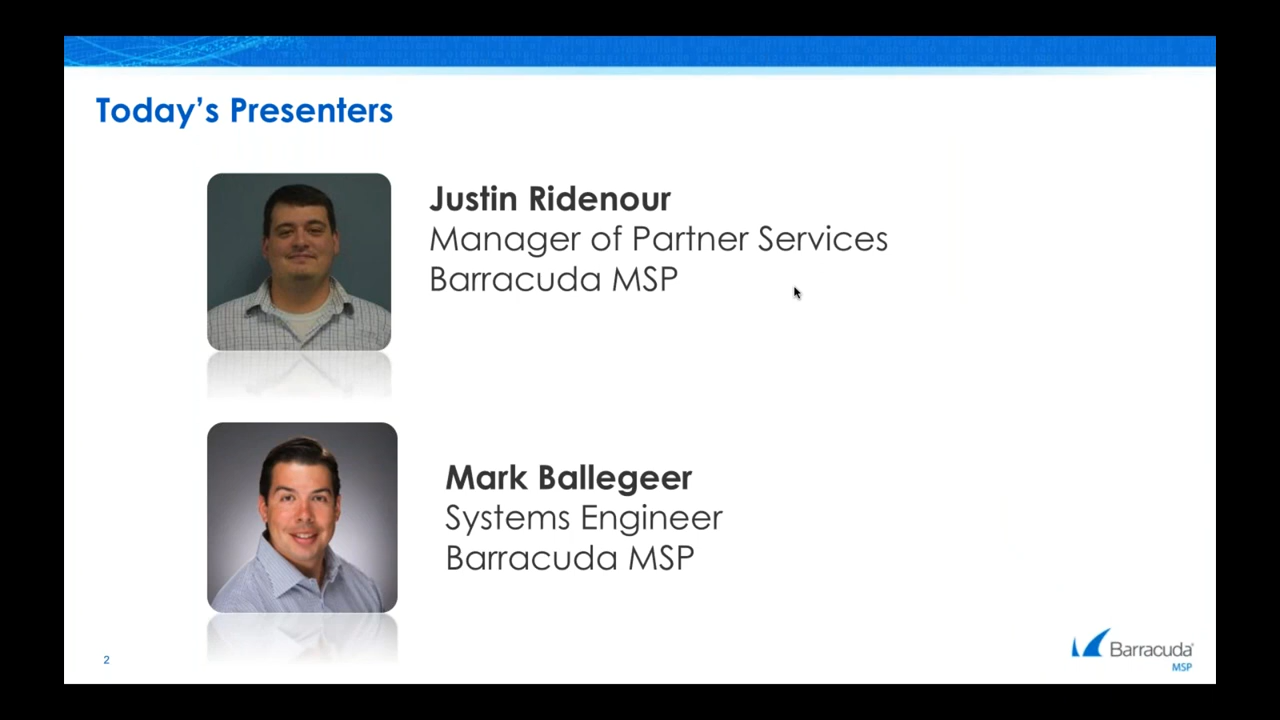 Today's Presenters
Justin Ridenour
Manager of Partner Services
Barracuda MSP
Mark Ballegeer
Systems Engineer
Barracuda MSP
2
Barracuda
MSP